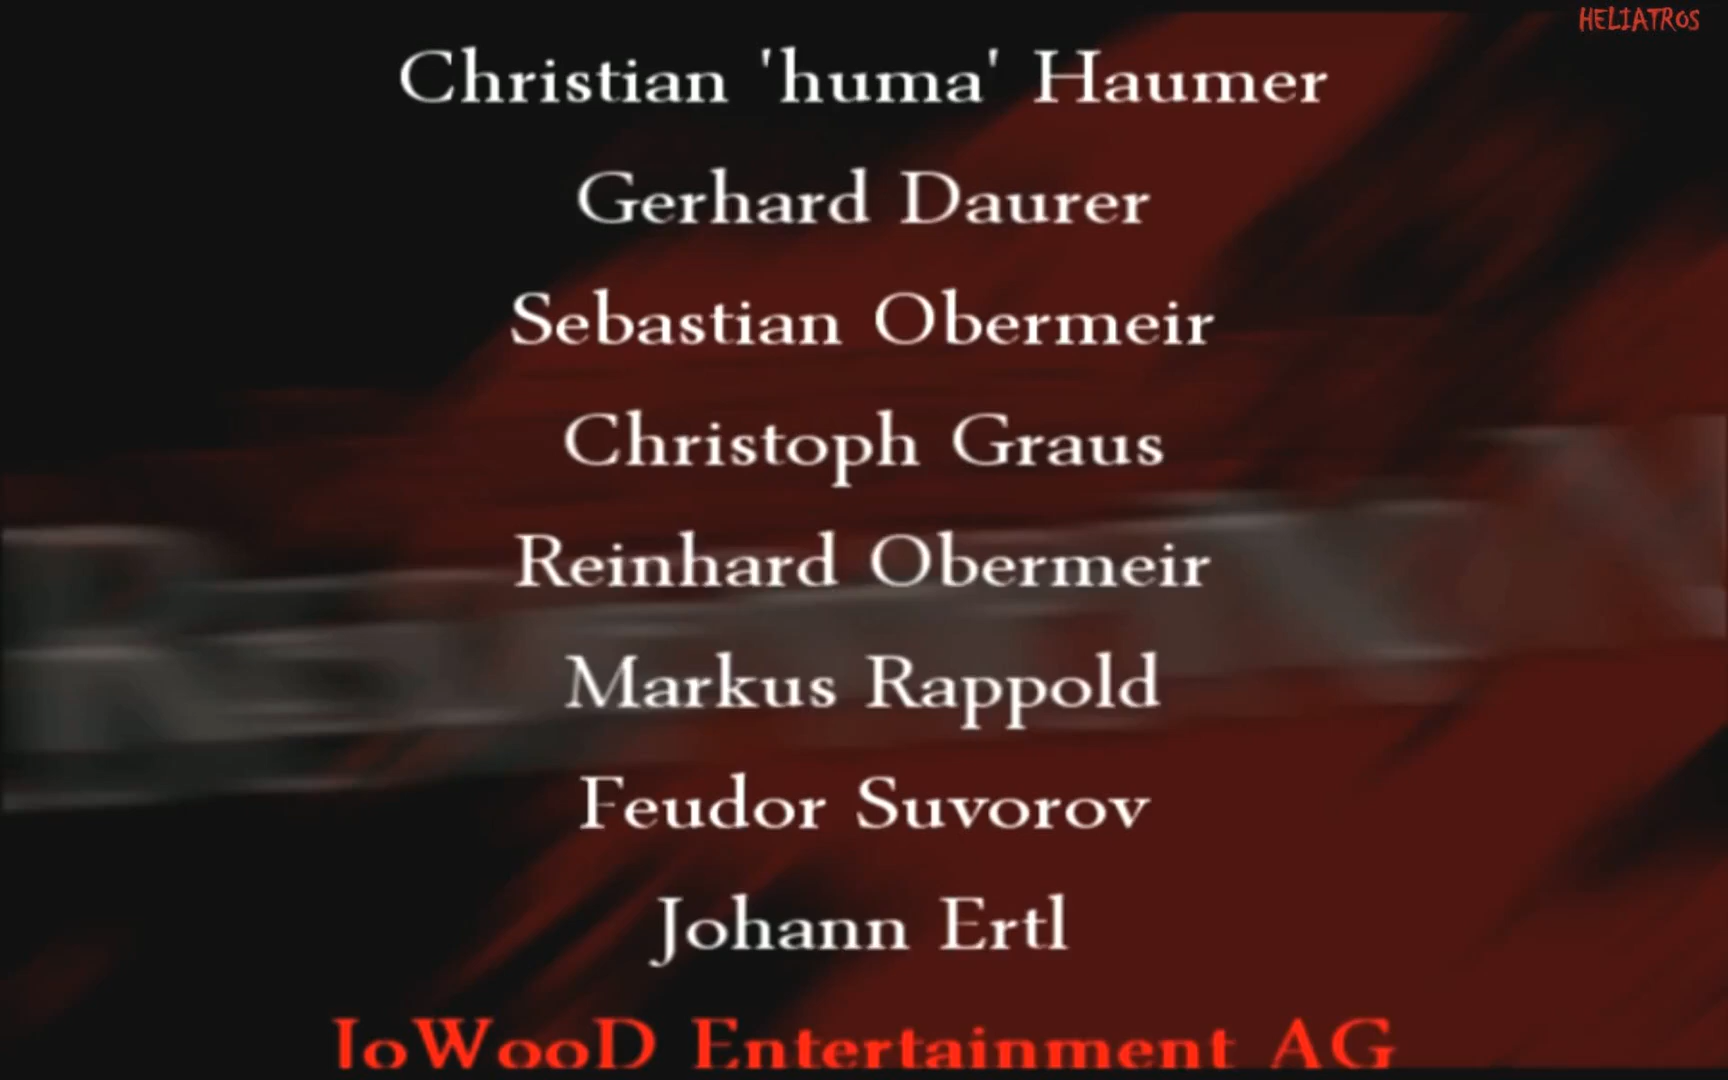 HELIATROS
Christian 'huma' Haumer
Gerhard Daurer
Sebastian Obermeir
Christoph Graus
Reinhard Obermeir
Markus Rappold
Feudor Suvorov
Johann Ertl
JoWooD Entertainment AG